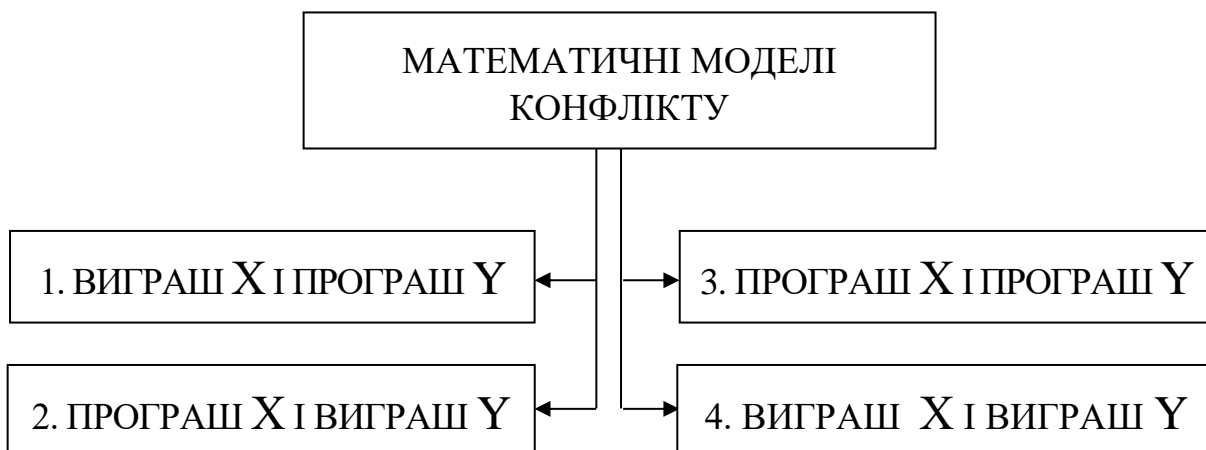 МАТЕМАТИЧНІ МОДЕЛІ
КОНФЛІКТУ
1. ВИГРАШ X І ПРОГРАШ Y
3. ПРОГРАШ X І ПРОГРАШ Y
2. ПРОГРАШ X І ВИГРАШ Y
4. ВИГРАШ X І ВИГРАШ Y